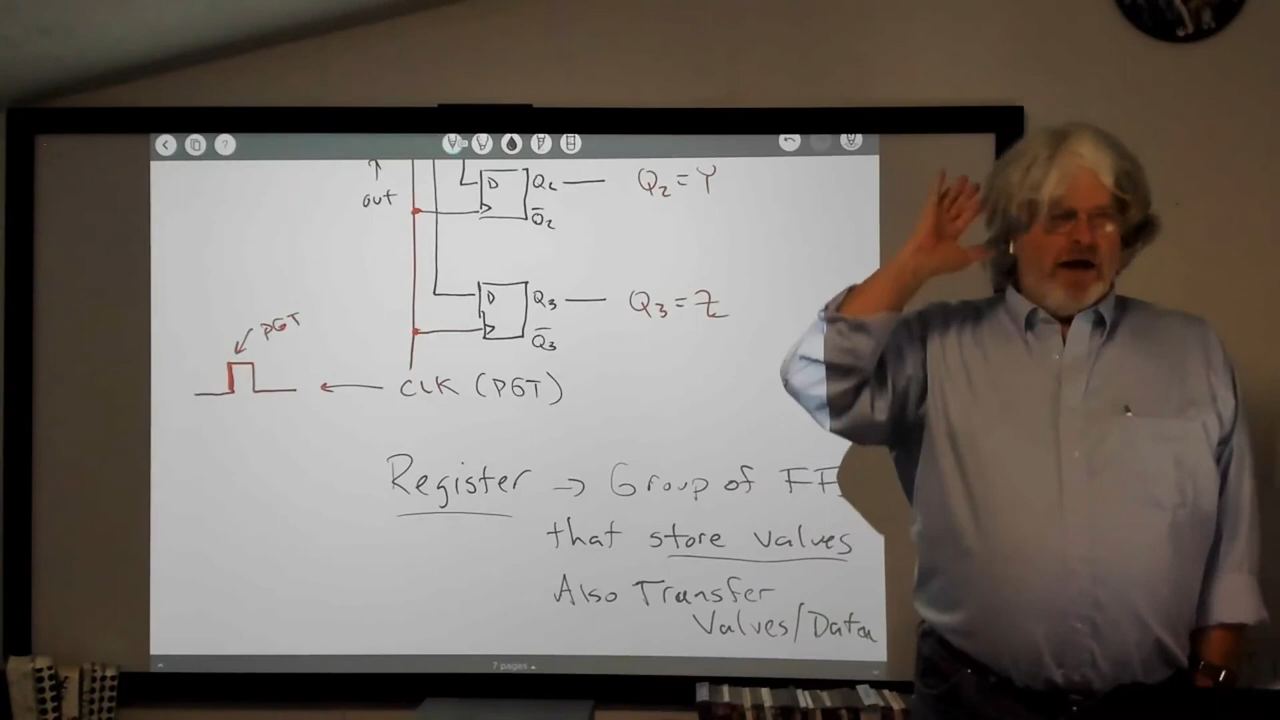 out
D Q₂ Q₂ = Y
Q̅₂
D Q₃ Q₃ = Z
Q̅₃
PGT
CLK (PGT)
Register → Group of FF
that store values
Also Transfer
Values/Data
7 pages